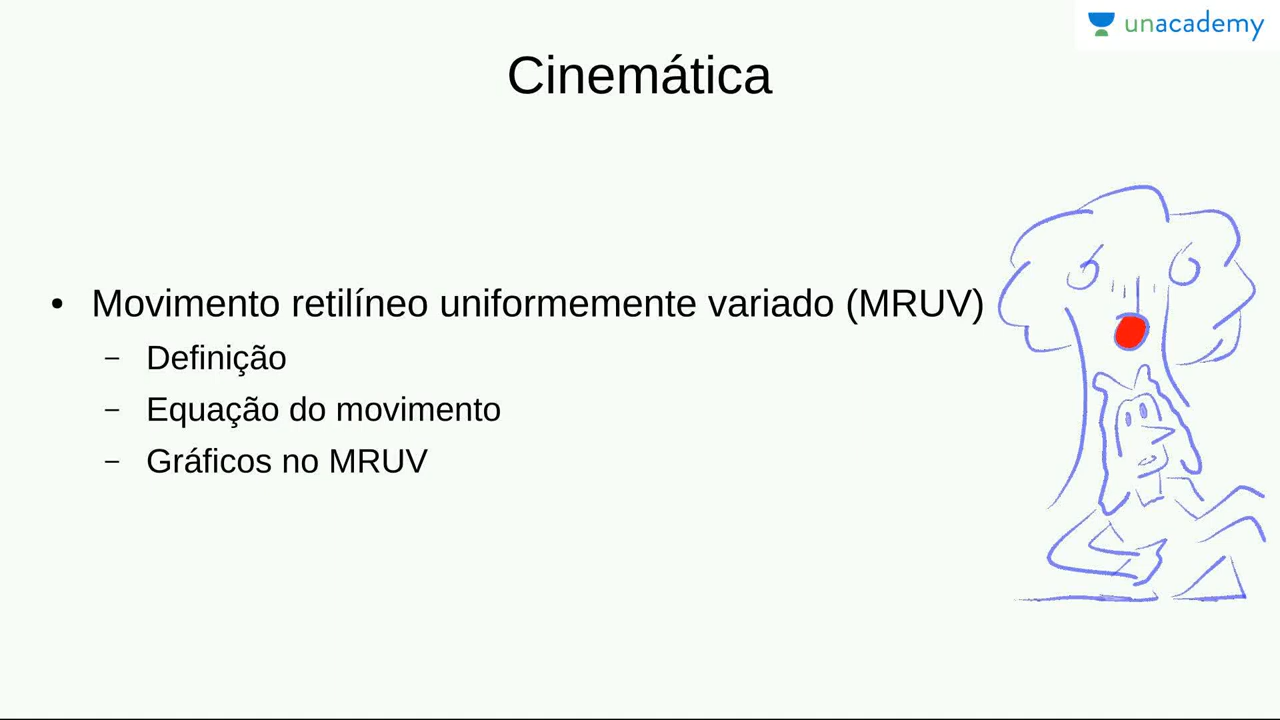 unacademy
Cinemática
• Movimento retilíneo uniformemente variado (MRUV)
– Definição
– Equação do movimento
– Gráficos no MRUV